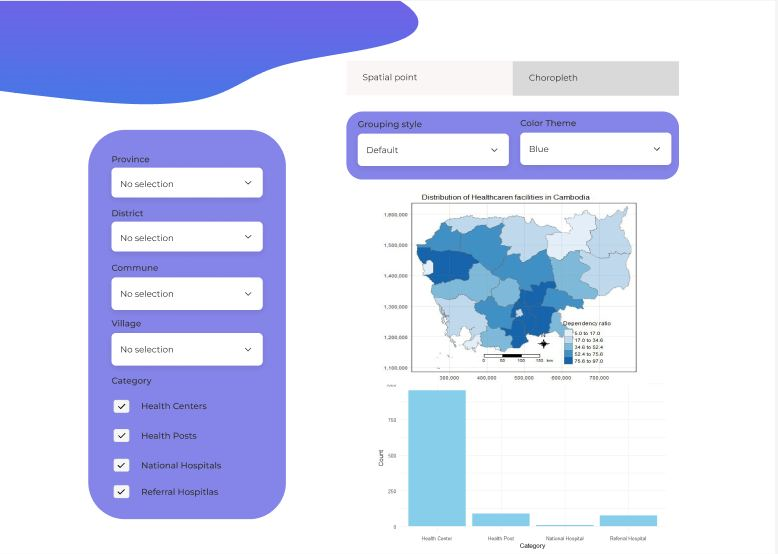 Spatial point
Choropleth
Grouping style
Color Theme
Default
Blue
Province
No selection
District
No selection
Commune
No selection
Village
No selection
Category
Health Centers
Health Posts
National Hospitals
Referral Hospitlas
Distribution of Healthcaren facilities in Cambodia
1,600,000
1,500,000
1,400,000
1,300,000
1,200,000
1,100,000
Dependency ratio
5.0 to 17.0
17.0 to 34.6
34.6 to 52.4
52.4 to 75.6
75.6 to 97.0
0 50 100 150 km
300,000 400,000 500,000 600,000 700,000
Count
750
500
250
0
Health Center Health Post National Hospital Referral Hospital
Category